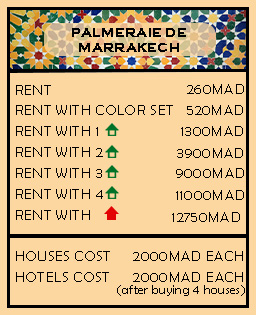 PALMERAIE DE
MARRAKECH
RENT 260MAD
RENT WITH COLOR SET 520MAD
RENT WITH 1 1300MAD
RENT WITH 2 3900MAD
RENT WITH 3 9000MAD
RENT WITH 4 11000MAD
RENT WITH 12750MAD
HOUSES COST 2000MAD EACH
HOTELS COST 2000MAD EACH
(after buying 4 houses)